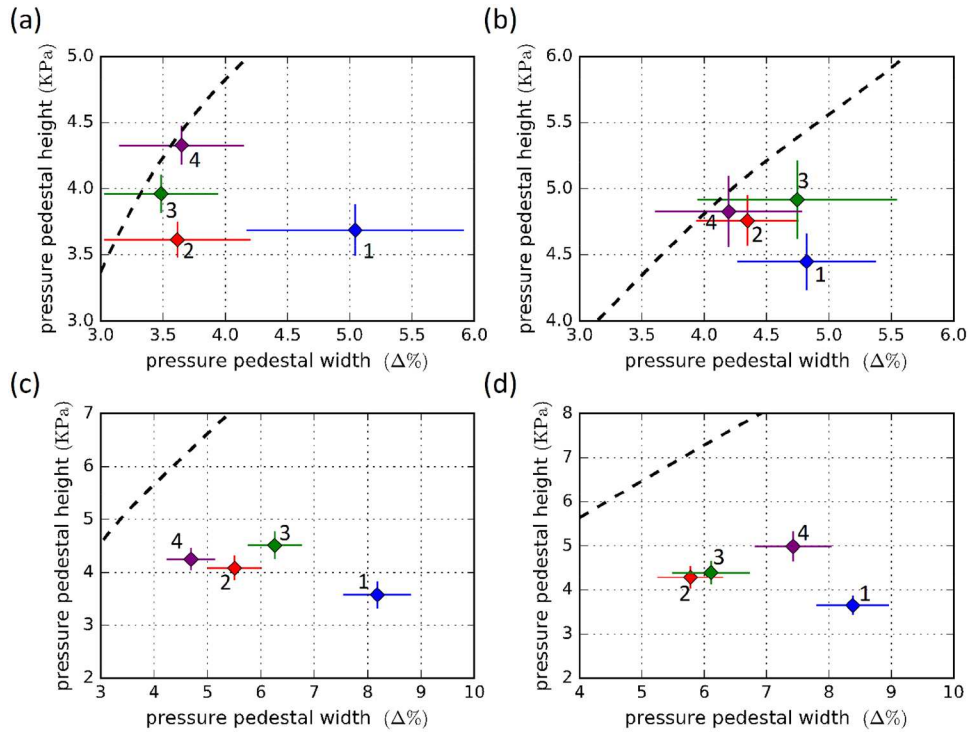 (a)
pressure pedestal height (KPa)
5.0
4.5
4.0
3.5
3.0
4
3
2
1
3.0 3.5 4.0 4.5 5.0 5.5 6.0
pressure pedestal width (Δ%)
(b)
pressure pedestal height (KPa)
6.0
5.5
5.0
4.5
4.0
3
4
2
1
3.0 3.5 4.0 4.5 5.0 5.5 6.0
pressure pedestal width (Δ%)
(c)
pressure pedestal height (KPa)
7
6
5
4
3
2
4
3
2
1
3 4 5 6 7 8 9 10
pressure pedestal width (Δ%)
(d)
pressure pedestal height (KPa)
8
7
6
5
4
3
2
4
3
2
1
4 5 6 7 8 9 10
pressure pedestal width (Δ%)